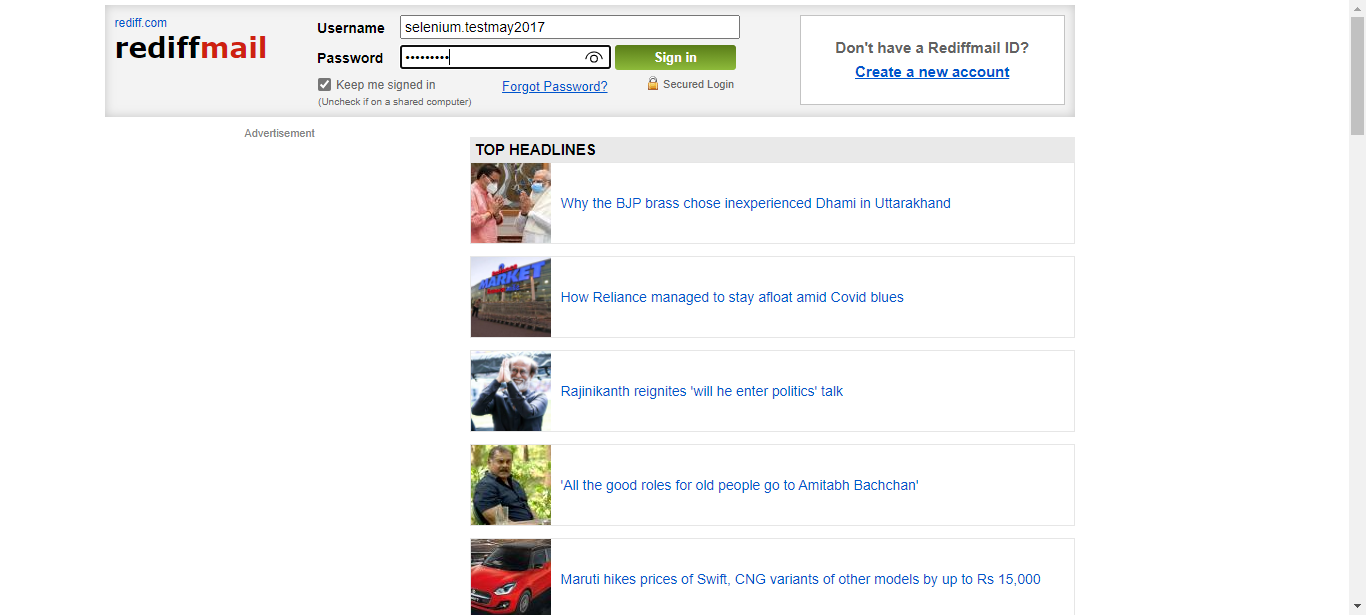 rediff.com
rediffmail
Username
selenium.testmay2017
Password
•••••••••
Sign in
Keep me signed in
(Uncheck if on a shared computer)
Forgot Password?
Secured Login
Don't have a Rediffmail ID?
Create a new account
Advertisement
TOP HEADLINES
Why the BJP brass chose inexperienced Dhami in Uttarakhand
MARKET
How Reliance managed to stay afloat amid Covid blues
Rajinikanth reignites 'will he enter politics' talk
'All the good roles for old people go to Amitabh Bachchan'
Maruti hikes prices of Swift, CNG variants of other models by up to Rs 15,000